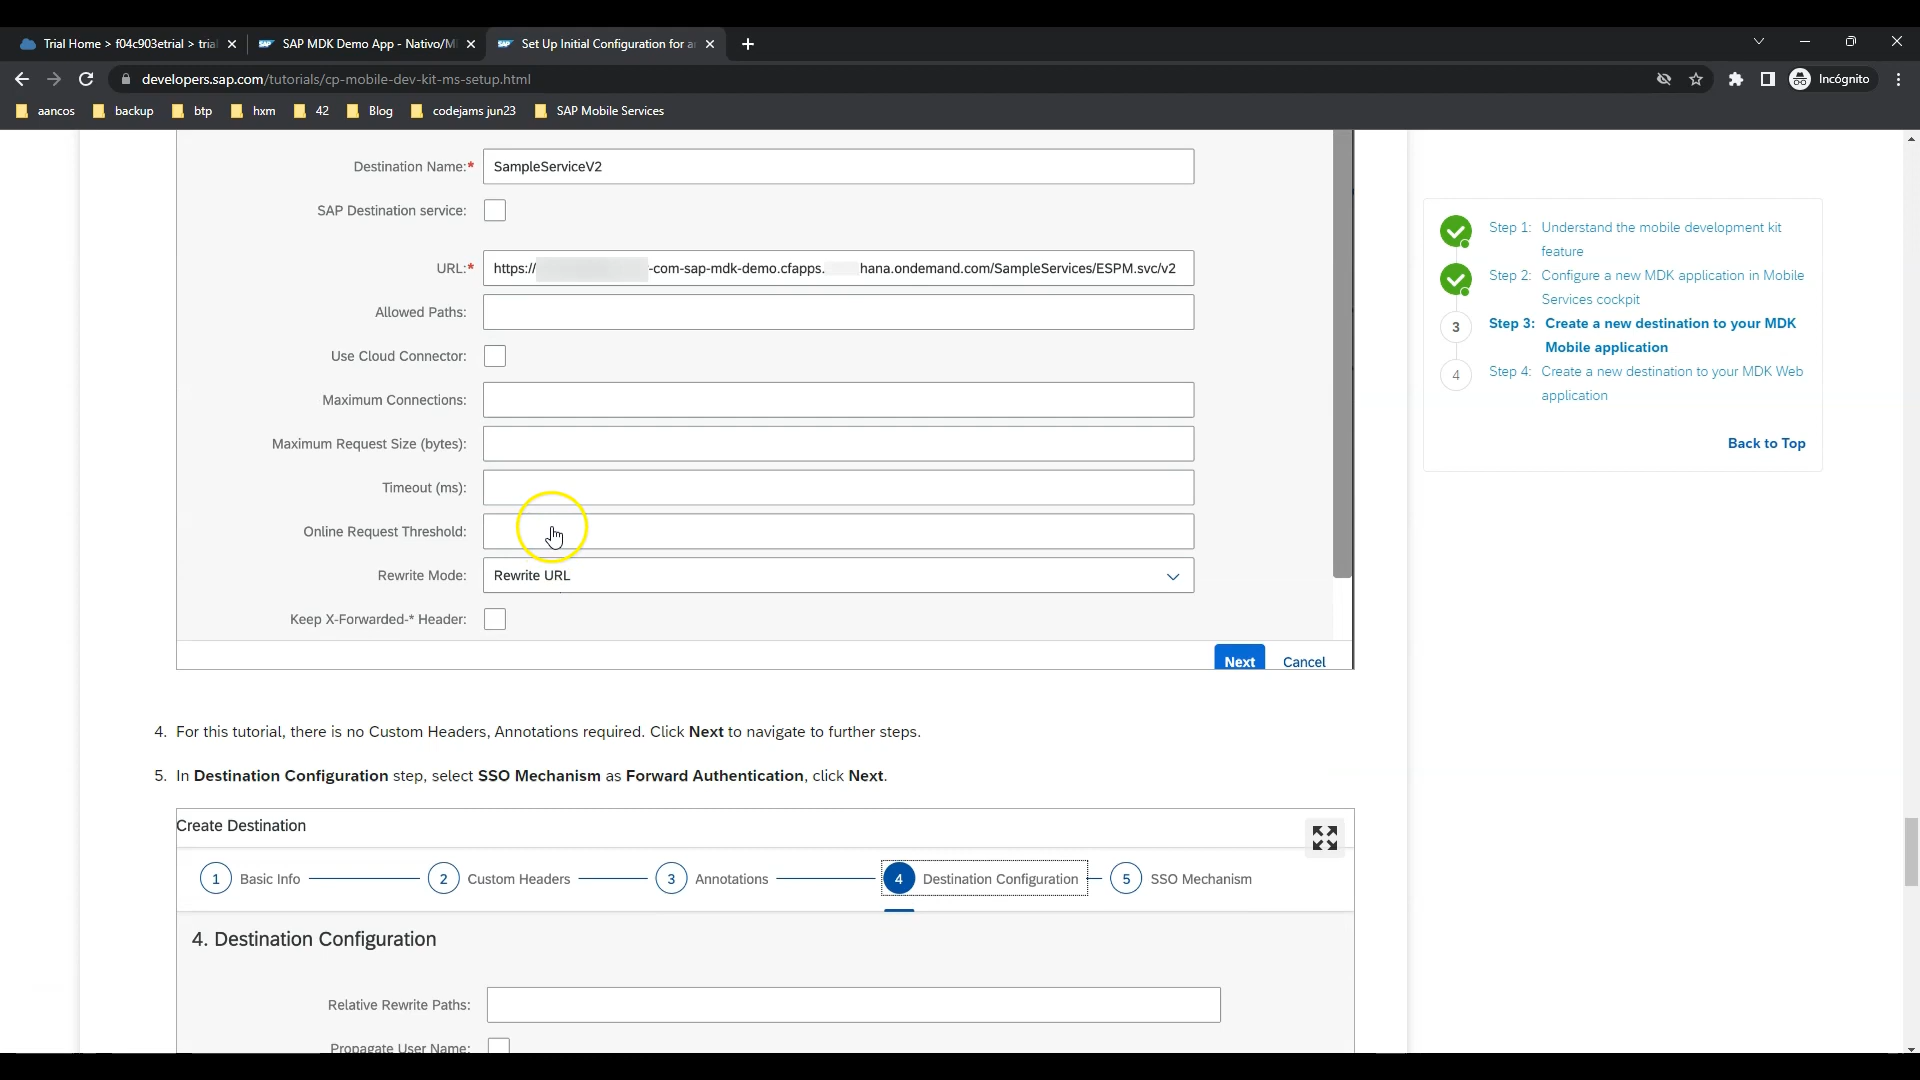 Trial Home > f04c903etrial > tria
SAP MDK Demo App - Nativo/M
Set Up Initial Configuration for a
developers.sap.com/tutorials/cp-mobile-dev-kit-ms-setup.html
Incógnito
aancos
backup
btp
hxm
42
Blog
codejams jun23
SAP Mobile Services
Destination Name:*
SampleServiceV2
SAP Destination service:
URL:*
https://
-com-sap-mdk-demo.cfapps.
hana.ondemand.com/SampleServices/ESPM.svc/v2
Allowed Paths:
Use Cloud Connector:
Maximum Connections:
Maximum Request Size (bytes):
Timeout (ms):
Online Request Threshold:
Rewrite Mode:
Rewrite URL
Keep X-Forwarded-* Header:
Next
Cancel
Step 1: Understand the mobile development kit
feature
Step 2: Configure a new MDK application in Mobile
Services cockpit
3 Step 3: Create a new destination to your MDK
Mobile application
4 Step 4: Create a new destination to your MDK Web
application
Back to Top
4. For this tutorial, there is no Custom Headers, Annotations required. Click Next to navigate to further steps.
5. In Destination Configuration step, select SSO Mechanism as Forward Authentication, click Next.
Create Destination
1 Basic Info
2 Custom Headers
3 Annotations
4 Destination Configuration
5 SSO Mechanism
4. Destination Configuration
Relative Rewrite Paths:
Propagate User Name: